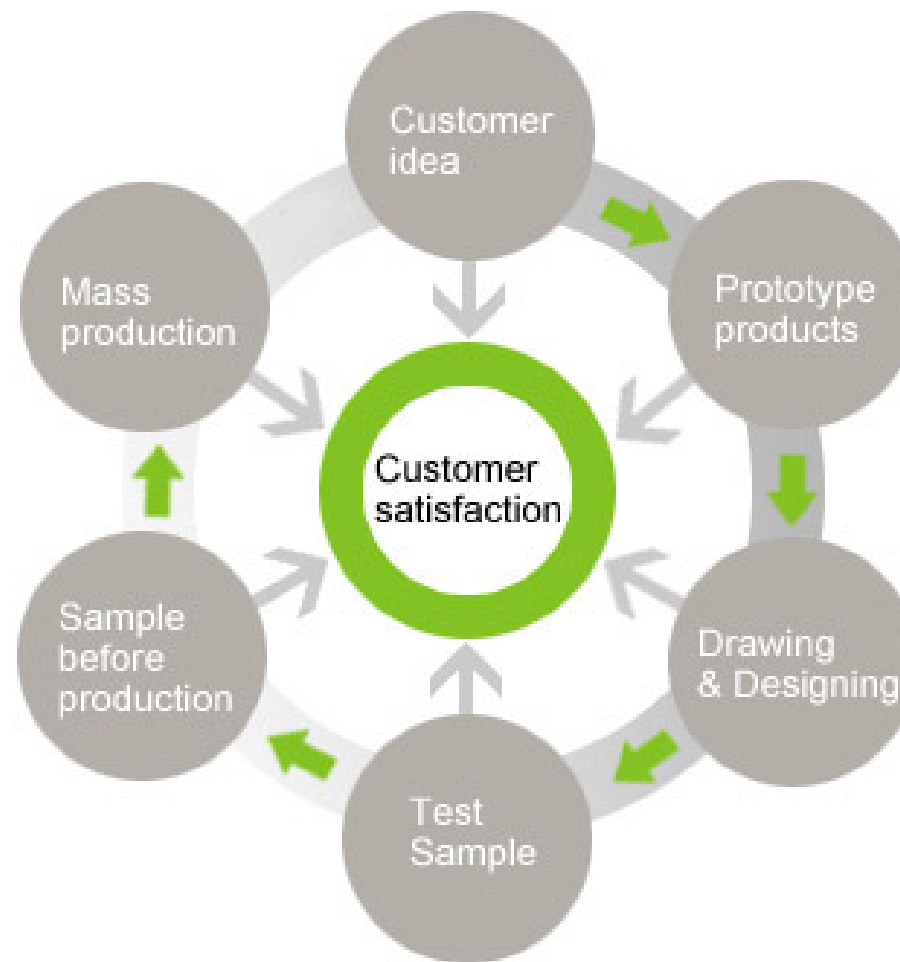 Customer
idea
Prototype
products
Drawing
& Designing
Test
Sample
Sample
before
production
Mass
production
Customer
satisfaction